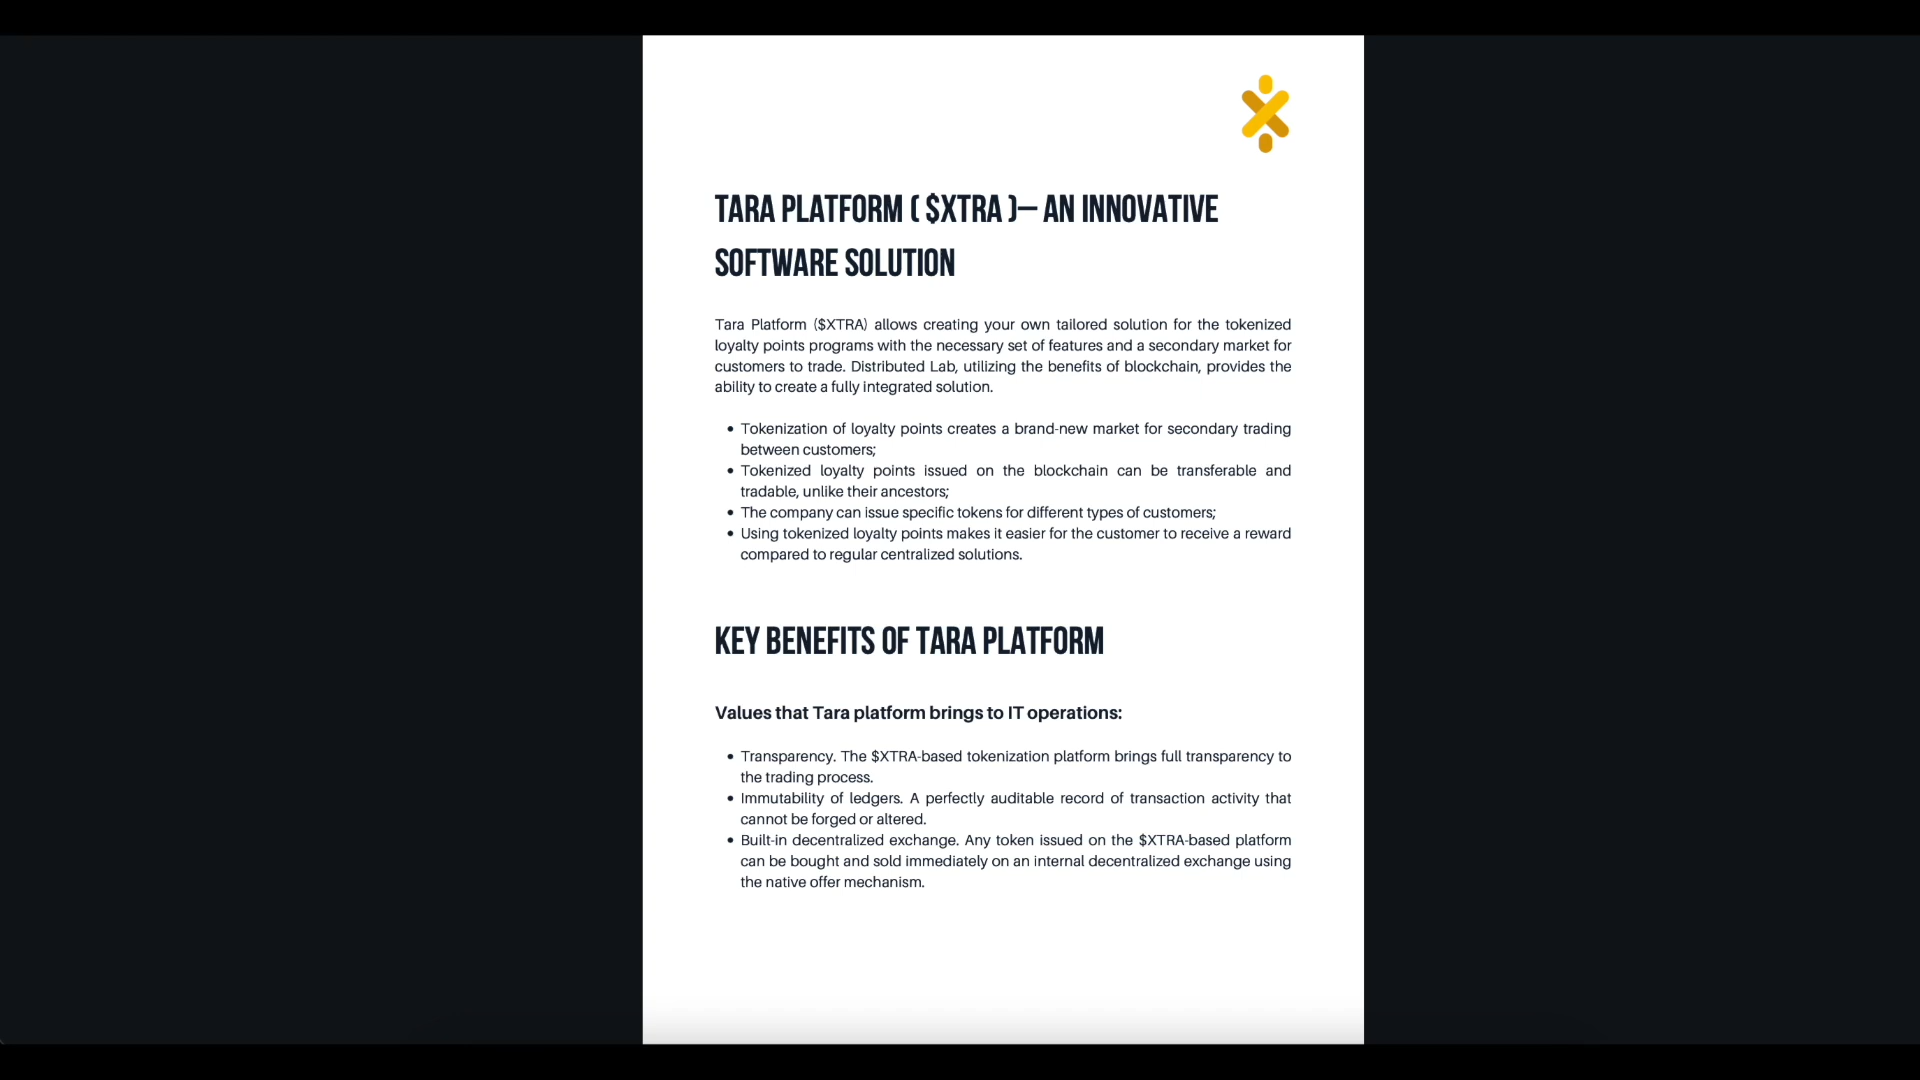 TARA PLATFORM ( $XTRA )— AN INNOVATIVE
SOFTWARE SOLUTION
Tara Platform ($XTRA) allows creating your own tailored solution for the tokenized
loyalty points programs with the necessary set of features and a secondary market for
customers to trade. Distributed Lab, utilizing the benefits of blockchain, provides the
ability to create a fully integrated solution.
• Tokenization of loyalty points creates a brand-new market for secondary trading
between customers;
• Tokenized loyalty points issued on the blockchain can be transferable and
tradable, unlike their ancestors;
• The company can issue specific tokens for different types of customers;
• Using tokenized loyalty points makes it easier for the customer to receive a reward
compared to regular centralized solutions.
KEY BENEFITS OF TARA PLATFORM
Values that Tara platform brings to IT operations:
• Transparency. The $XTRA-based tokenization platform brings full transparency to
the trading process.
• Immutability of ledgers. A perfectly auditable record of transaction activity that
cannot be forged or altered.
• Built-in decentralized exchange. Any token issued on the $XTRA-based platform
can be bought and sold immediately on an internal decentralized exchange using
the native offer mechanism.